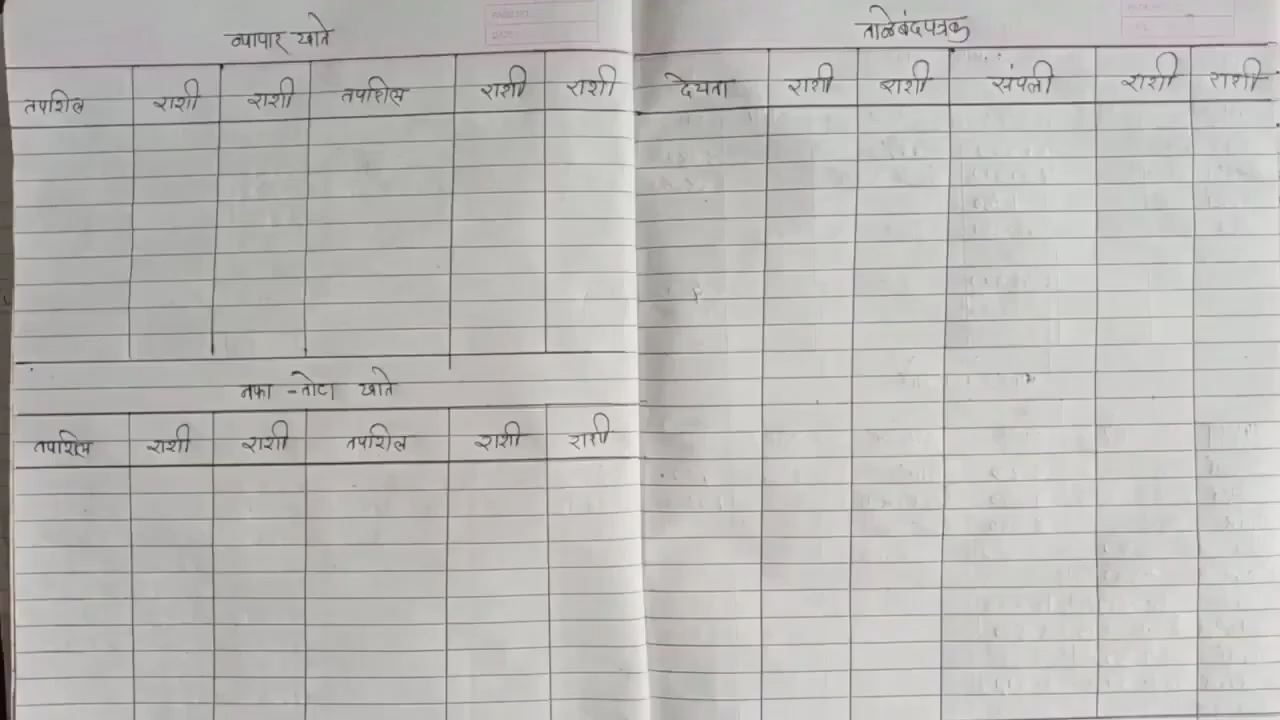 व्यापार खाते
तपशिल राशी राशी तपशिल राशी राशी
नफा -तोटा खाते
तपशिल राशी राशी तपशिल राशी राशी
ताळेबंदपत्रक
देयता राशी राशी संपत्ती राशी राशी